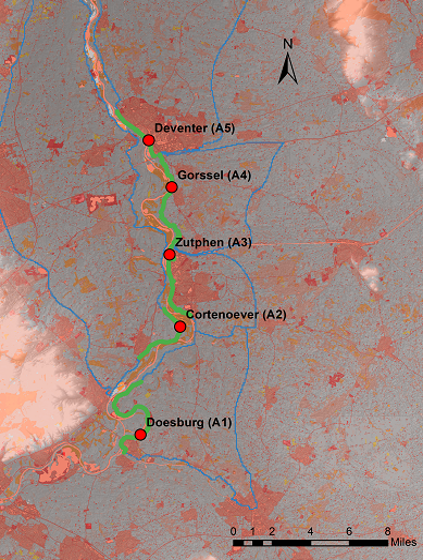 N
Deventer (A5)
Gorssel (A4)
Zutphen (A3)
Cortenoever (A2)
Doesburg (A1)
0 1 2 4 6 8
Miles